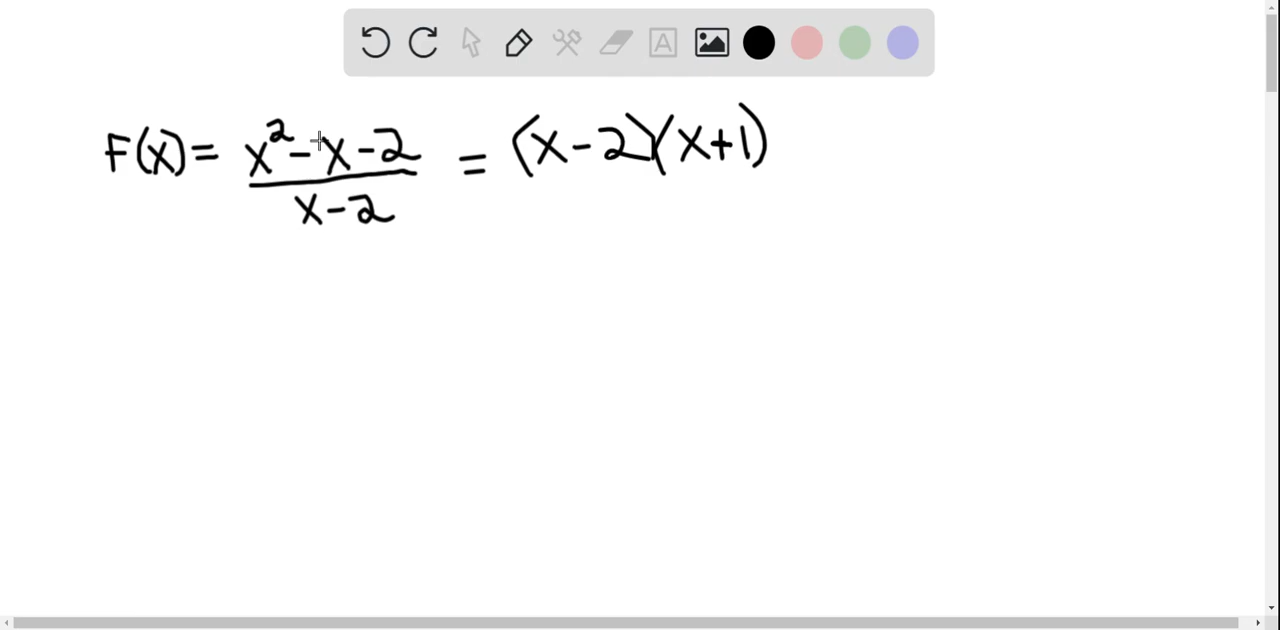 F(x) = x² - x - 2 = (x - 2)(x + 1)
x - 2